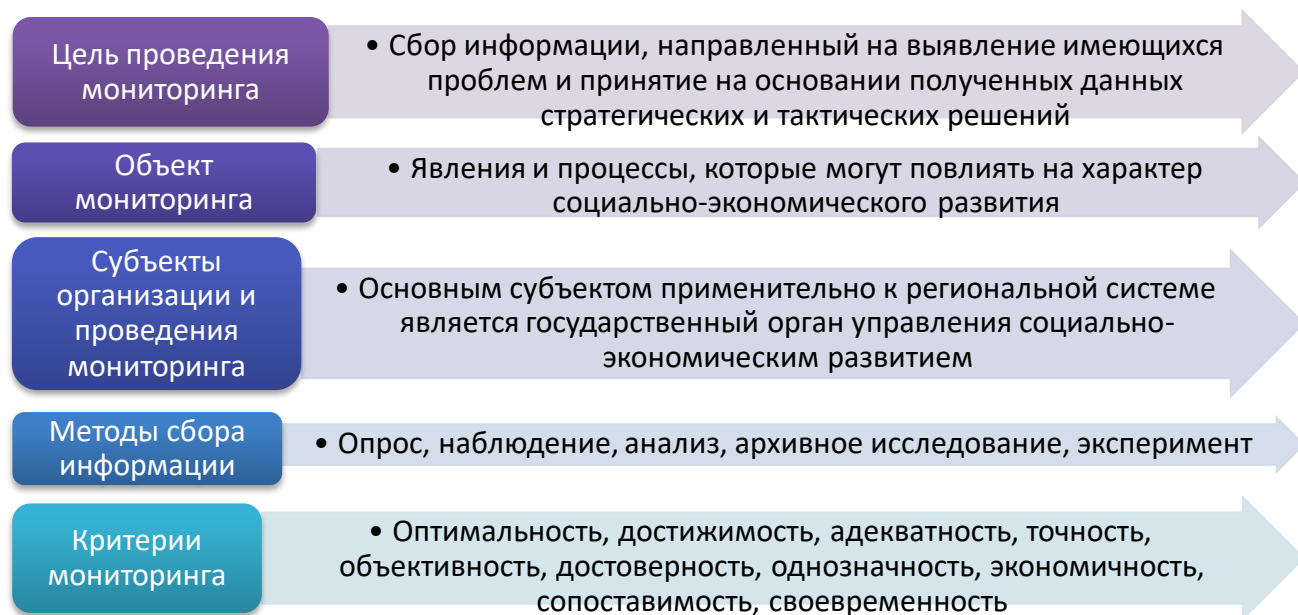 Цель проведения
мониторинга
• Сбор информации, направленный на выявление имеющихся
проблем и принятие на основании полученных данных
стратегических и тактических решений
Объект
мониторинга
• Явления и процессы, которые могут повлиять на характер
социально-экономического развития
Субъекты
организации и
проведения
мониторинга
• Основным субъектом применительно к региональной системе
является государственный орган управления социально-
экономическим развитием
Методы сбора
информации
• Опрос, наблюдение, анализ, архивное исследование, эксперимент
Критерии
мониторинга
• Оптимальность, достижимость, адекватность, точность,
объективность, достоверность, однозначность, экономичность,
сопоставимость, своевременность